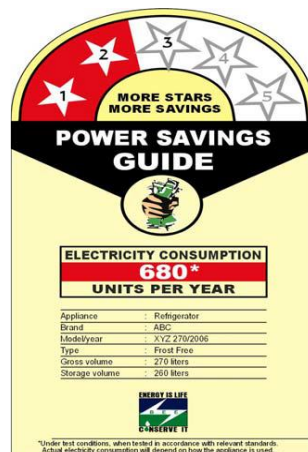 1 2 3 4 5
MORE STARS
MORE SAVINGS
POWER SAVINGS
GUIDE
ELECTRICITY CONSUMPTION
680*
UNITS PER YEAR
Appliance : Refrigerator
Brand : ABC
Model/year : XYZ 270/2006
Type : Frost Free
Gross volume : 270 liters
Storage volume : 260 liters
ENERGY IS LIFE
BEE
CONSERVE IT
*Under test conditions, when tested in accordance with relevant standards.
Actual electricity consumption will depend on how the appliance is used.